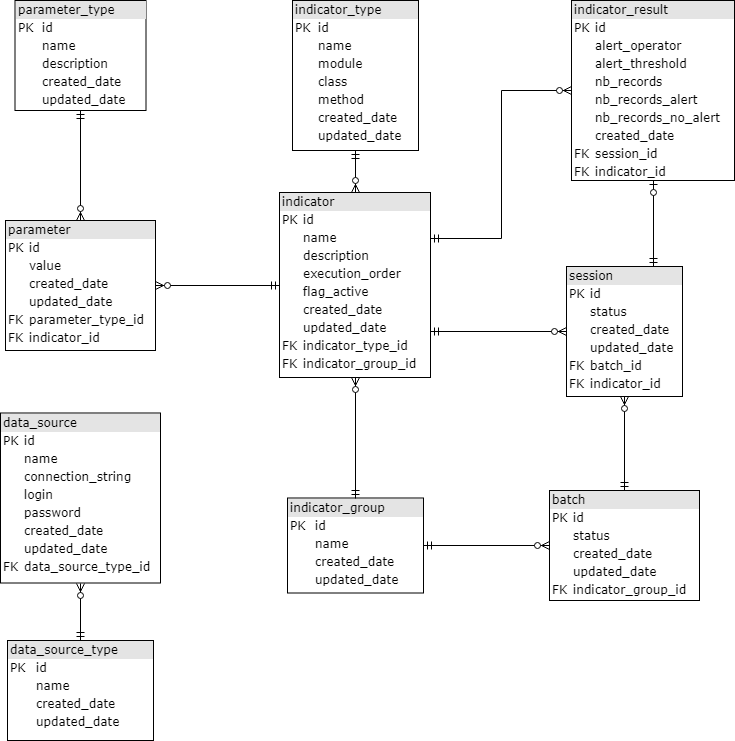 parameter_type
PK id
name
description
created_date
updated_date
indicator_type
PK id
name
module
class
method
created_date
updated_date
indicator_result
PK id
alert_operator
alert_threshold
nb_records
nb_records_alert
nb_records_no_alert
created_date
FK session_id
FK indicator_id
parameter
PK id
value
created_date
updated_date
FK parameter_type_id
FK indicator_id
indicator
PK id
name
description
execution_order
flag_active
created_date
updated_date
FK indicator_type_id
FK indicator_group_id
session
PK id
status
created_date
updated_date
FK batch_id
FK indicator_id
data_source
PK id
name
connection_string
login
password
created_date
updated_date
FK data_source_type_id
indicator_group
PK id
name
created_date
updated_date
batch
PK id
status
created_date
updated_date
FK indicator_group_id
data_source_type
PK id
name
created_date
updated_date